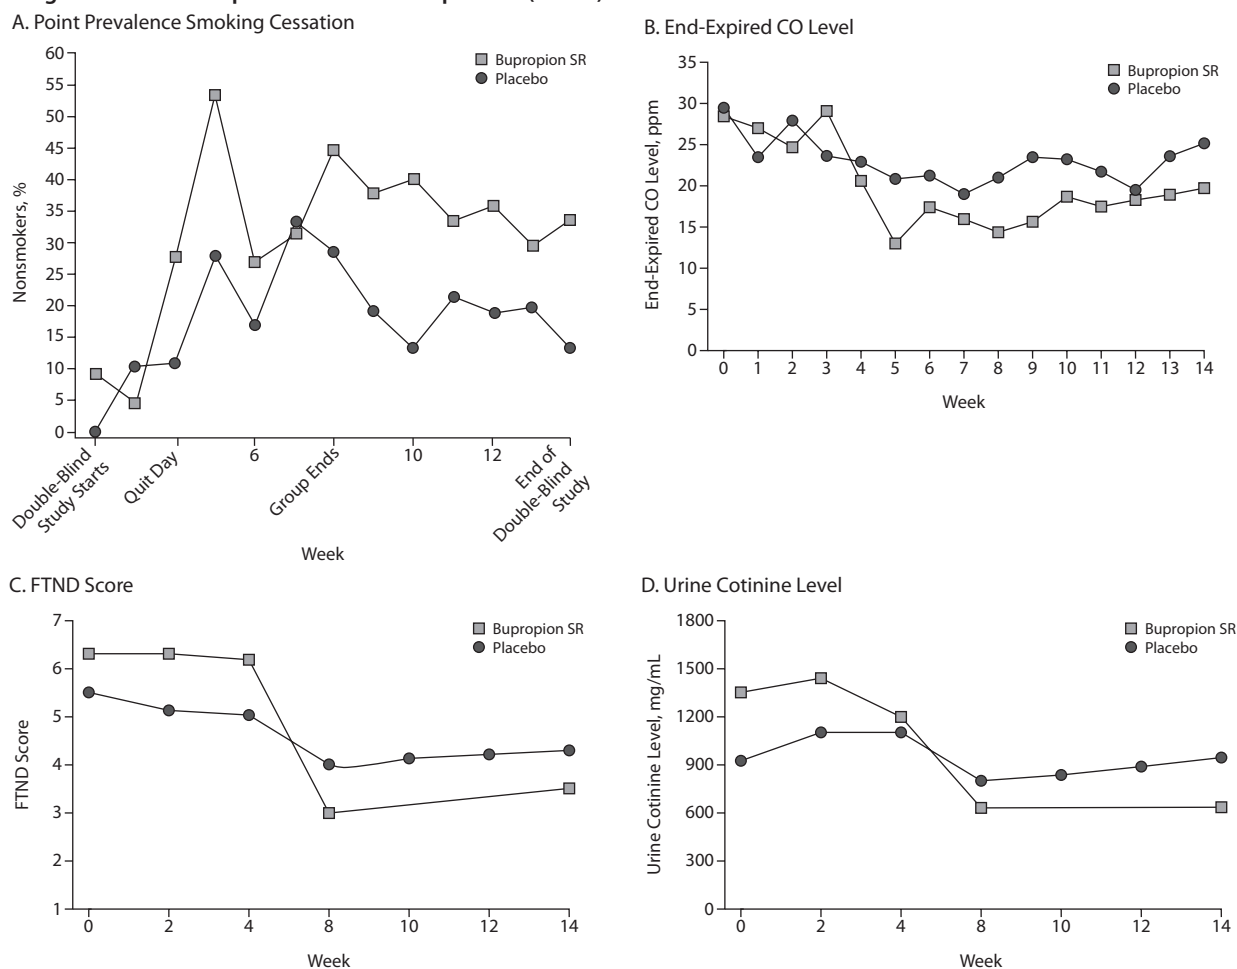 A. Point Prevalence Smoking Cessation
60
55
50
45
40
35
30
25
20
15
10
5
0
Nonsmokers, %
Bupropion SR
Placebo
Double-Blind
Study Starts
Quit Day
6
Group Ends
10
12
End of
Double-Blind
Study
Week
B. End-Expired CO Level
35
30
25
20
15
10
5
0
End-Expired CO Level, ppm
Bupropion SR
Placebo
0 1 2 3 4 5 6 7 8 9 10 11 12 13 14
Week
C. FTND Score
7
6
5
4
3
2
1
FTND Score
Bupropion SR
Placebo
0 2 4 8 10 12 14
Week
D. Urine Cotinine Level
1800
1500
1200
900
600
300
0
Urine Cotinine Level, mg/mL
Bupropion SR
Placebo
0 2 4 8 10 12 14
Week